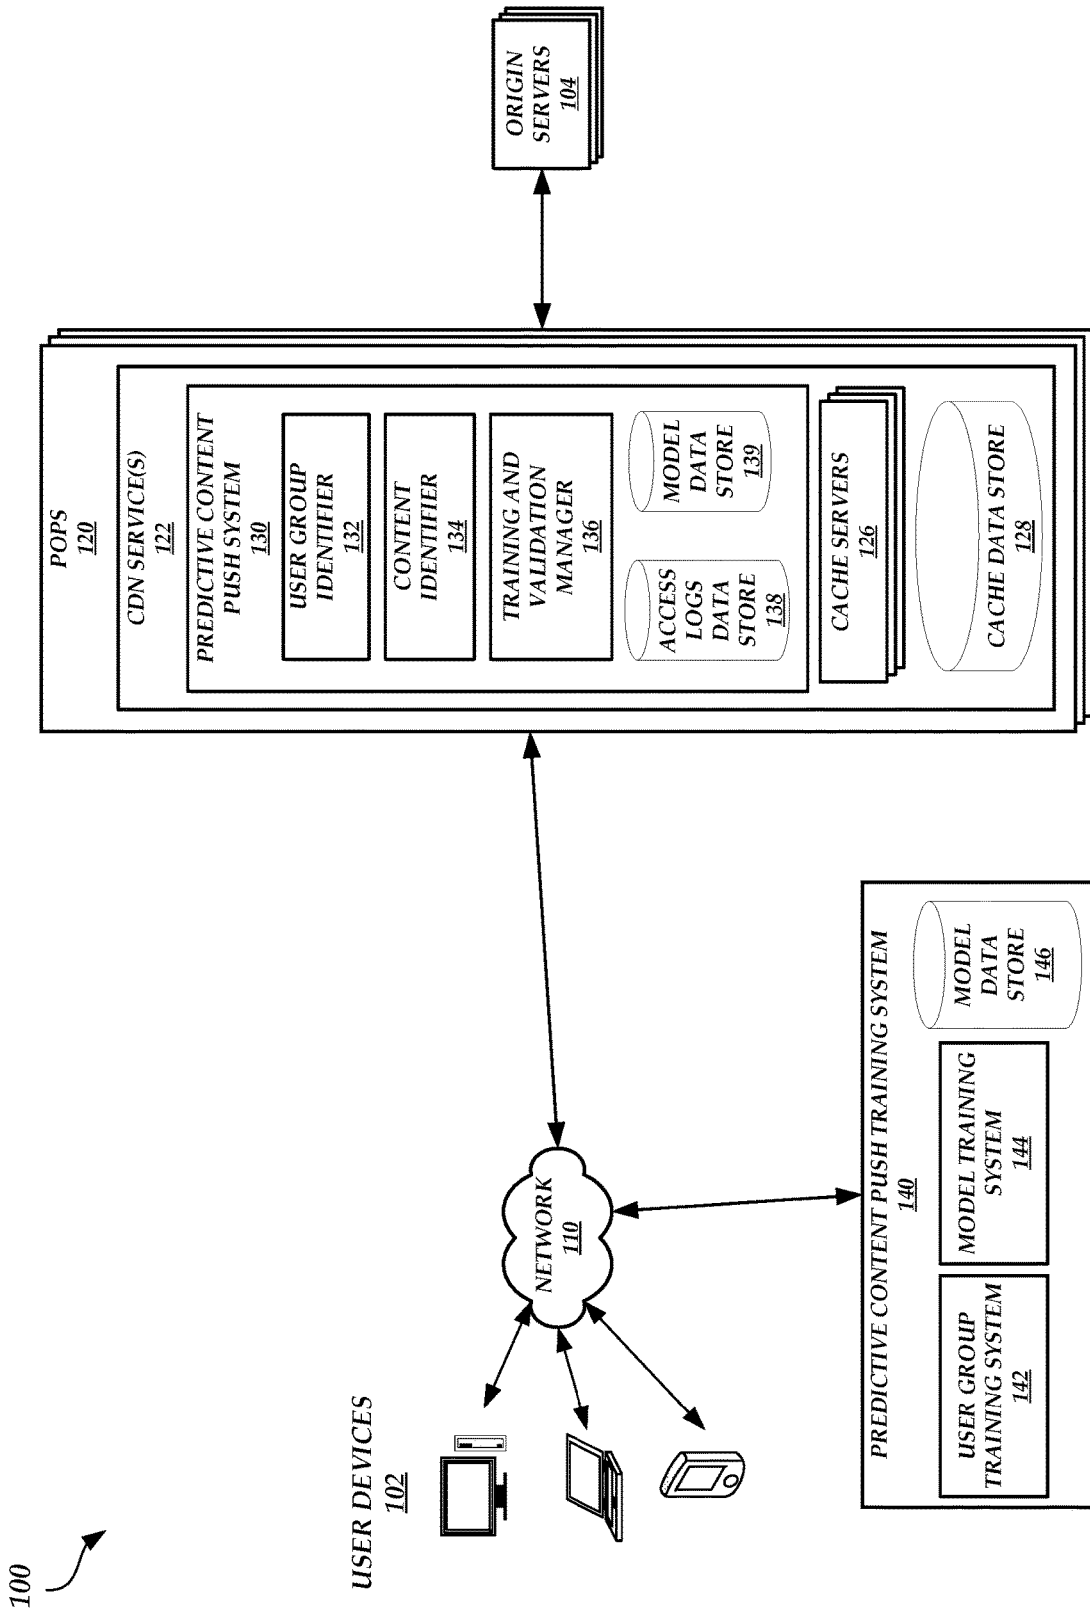 100
USER DEVICES
102
NETWORK
110
PREDICTIVE CONTENT PUSH TRAINING SYSTEM
140
USER GROUP
TRAINING SYSTEM
142
MODEL TRAINING
SYSTEM
144
MODEL
DATA
STORE
146
POPS
120
CDN SERVICE(S)
122
PREDICTIVE CONTENT
PUSH SYSTEM
130
USER GROUP
IDENTIFIER
132
CONTENT
IDENTIFIER
134
TRAINING AND
VALIDATION
MANAGER
136
ACCESS
LOGS
DATA
STORE
138
MODEL
DATA
STORE
139
CACHE SERVERS
126
CACHE DATA STORE
128
ORIGIN
SERVERS
104